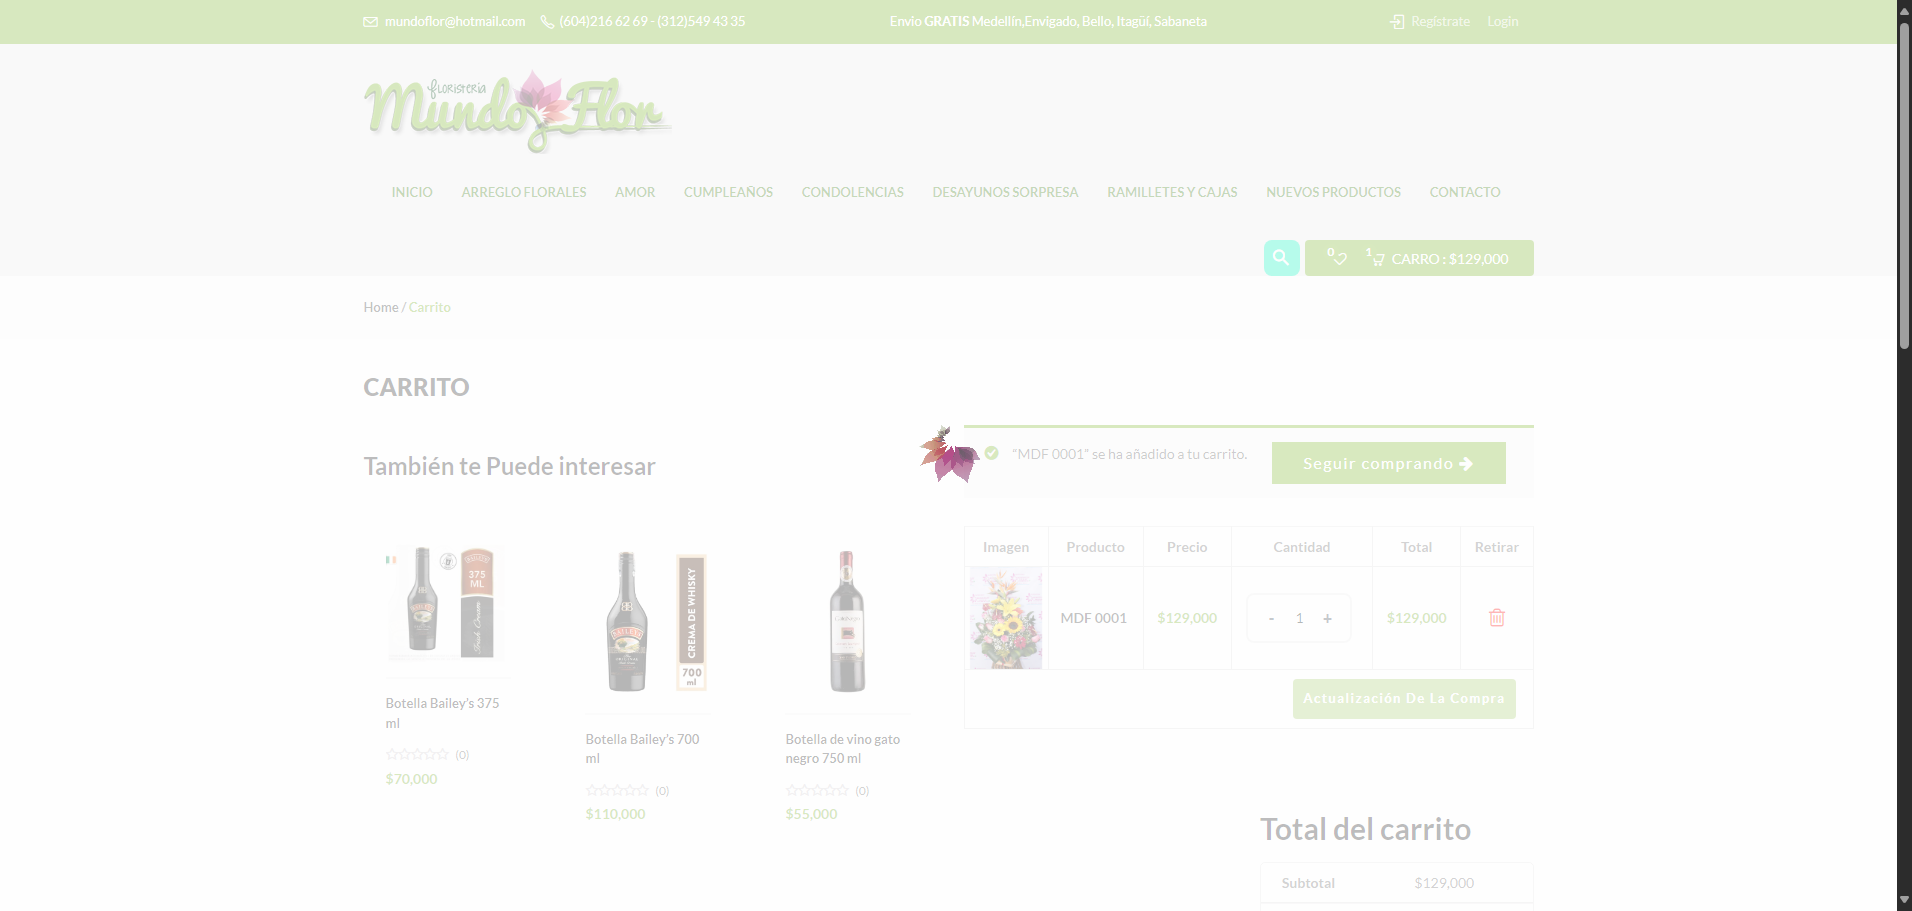 mundoflor@hotmail.com (604)216 62 69 - (312)549 43 35 Envio GRATIS Medellín,Envigado, Bello, Itagüí, Sabaneta Regístrate Login
FLORISTERIA
Mundo Flor
INICIO ARREGLO FLORALES AMOR CUMPLEAÑOS CONDOLENCIAS DESAYUNOS SORPRESA RAMILLETES Y CAJAS NUEVOS PRODUCTOS CONTACTO
0 1 CARRO : $129,000
Home / Carrito
CARRITO
También te Puede interesar
375
ML
CREMA DE WHISKY
700
ml
Botella Bailey's 375
ml
(0)
$70,000
Botella Bailey's 700
ml
(0)
$110,000
Botella de vino gato
negro 750 ml
(0)
$55,000
“MDF 0001” se ha añadido a tu carrito. Seguir comprando
Imagen Producto Precio Cantidad Total Retirar
MDF 0001 $129,000 - 1 + $129,000
Actualización De La Compra
Total del carrito
Subtotal $129,000